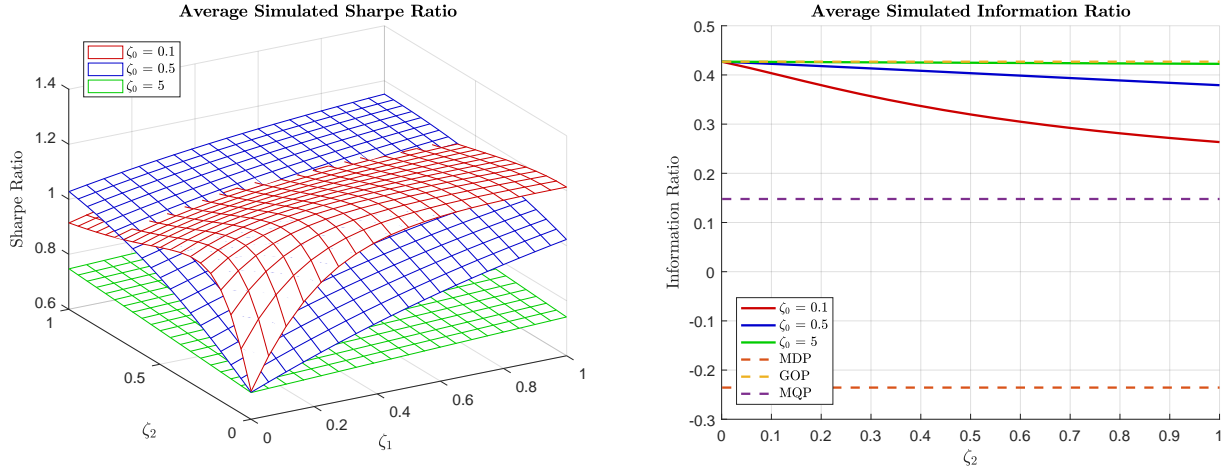 Average Simulated Sharpe Ratio
ζ₀ = 0.1
ζ₀ = 0.5
ζ₀ = 5
Sharpe Ratio
1.4
1.2
1
0.8
0.6
1
0.5
0
ζ₂
0
0.2
0.4
0.6
0.8
1
ζ₁
Average Simulated Information Ratio
Information Ratio
0.5
0.4
0.3
0.2
0.1
0
-0.1
-0.2
-0.3
ζ₀ = 0.1
ζ₀ = 0.5
ζ₀ = 5
MDP
GOP
MQP
0 0.1 0.2 0.3 0.4 0.5 0.6 0.7 0.8 0.9 1
ζ₂